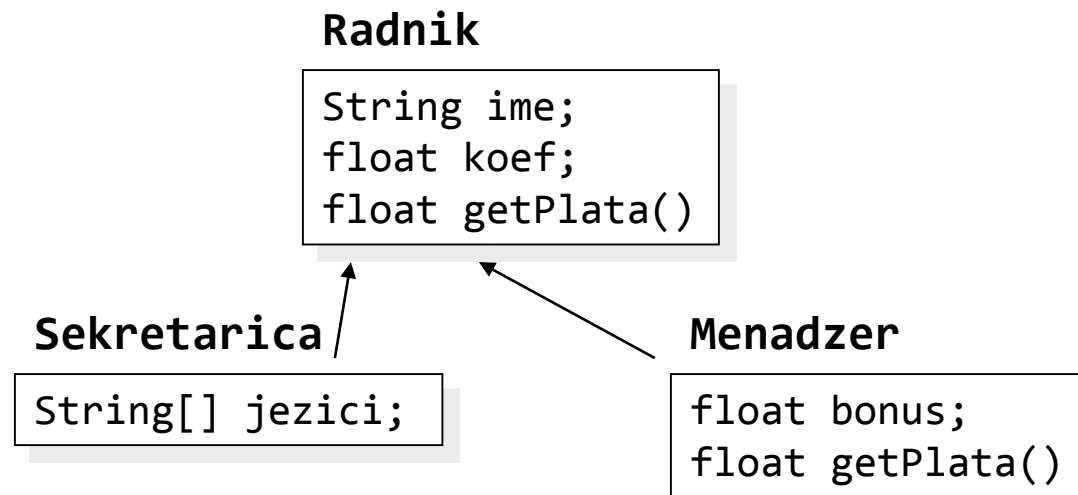 Radnik
String ime;
float koef;
float getPlata()
Sekretarica
String[] jezici;
Menadzer
float bonus;
float getPlata()